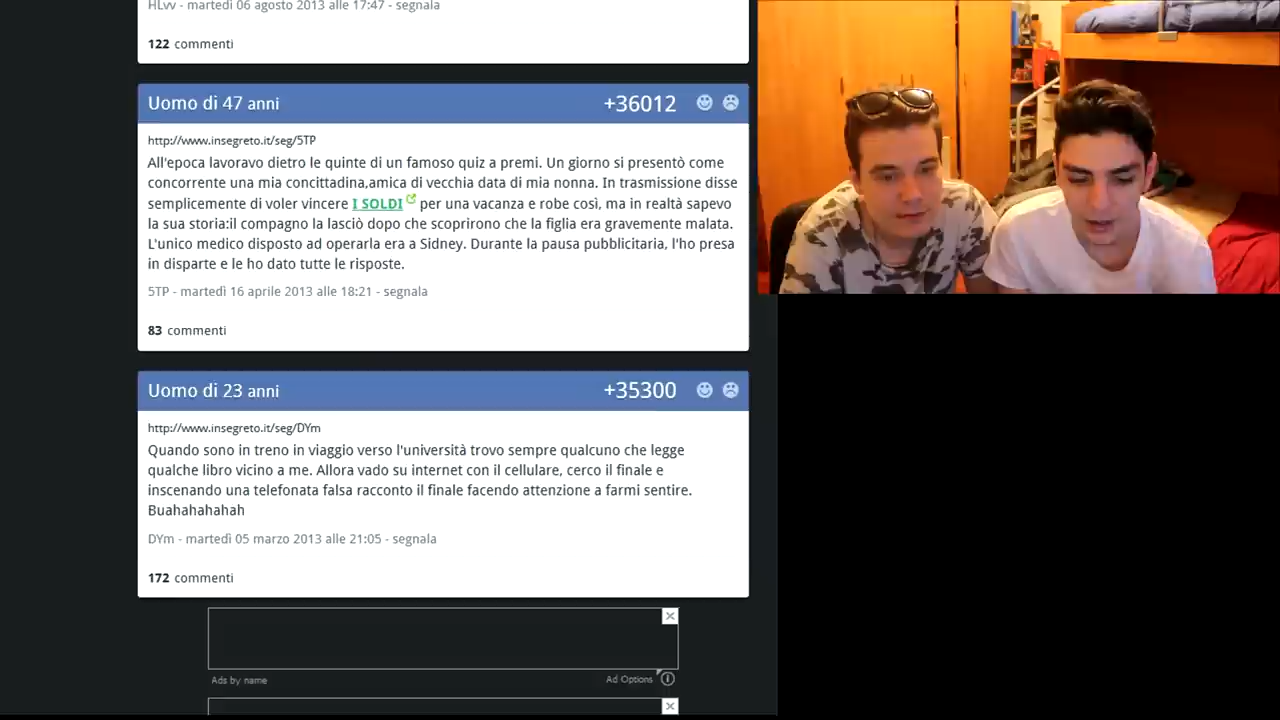 HLvv - martedì 06 agosto 2013 alle 17:47 - segnala
122 commenti
Uomo di 47 anni +36012
http://www.insegreto.it/seg/5TP
All'epoca lavoravo dietro le quinte di un famoso quiz a premi. Un giorno si presentò come
concorrente una mia concittadina,amica di vecchia data di mia nonna. In trasmissione disse
semplicemente di voler vincere I SOLDI per una vacanza e robe così, ma in realtà sapevo
la sua storia:il compagno la lasciò dopo che scoprirono che la figlia era gravemente malata.
L'unico medico disposto ad operarla era a Sidney. Durante la pausa pubblicitaria, l'ho presa
in disparte e le ho dato tutte le risposte.
5TP - martedì 16 aprile 2013 alle 18:21 - segnala
83 commenti
Uomo di 23 anni +35300
http://www.insegreto.it/seg/DYm
Quando sono in treno in viaggio verso l'università trovo sempre qualcuno che legge
qualche libro vicino a me. Allora vado su internet con il cellulare, cerco il finale e
inscenando una telefonata falsa racconto il finale facendo attenzione a farmi sentire.
Buahahahahah
DYm - martedì 05 marzo 2013 alle 21:05 - segnala
172 commenti
Ads by name Ad Options